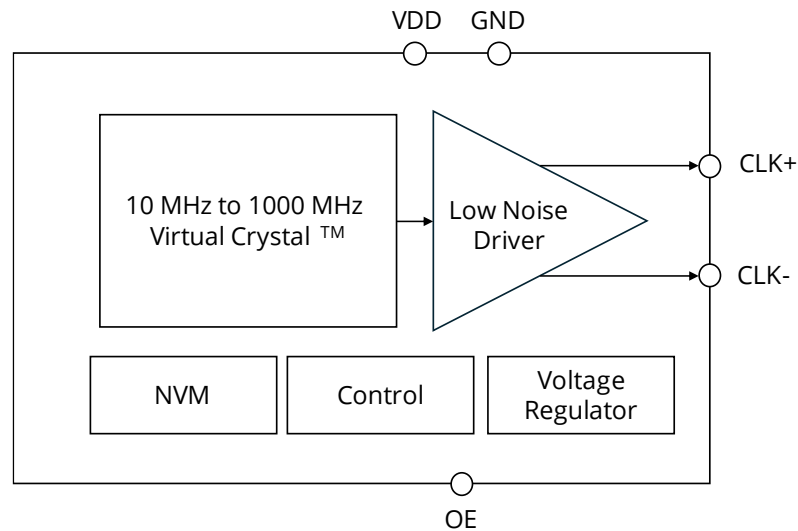 VDD GND
CLK+
10 MHz to 1000 MHz
Virtual Crystal ™
Low Noise
Driver
CLK-
NVM
Control
Voltage
Regulator
OE